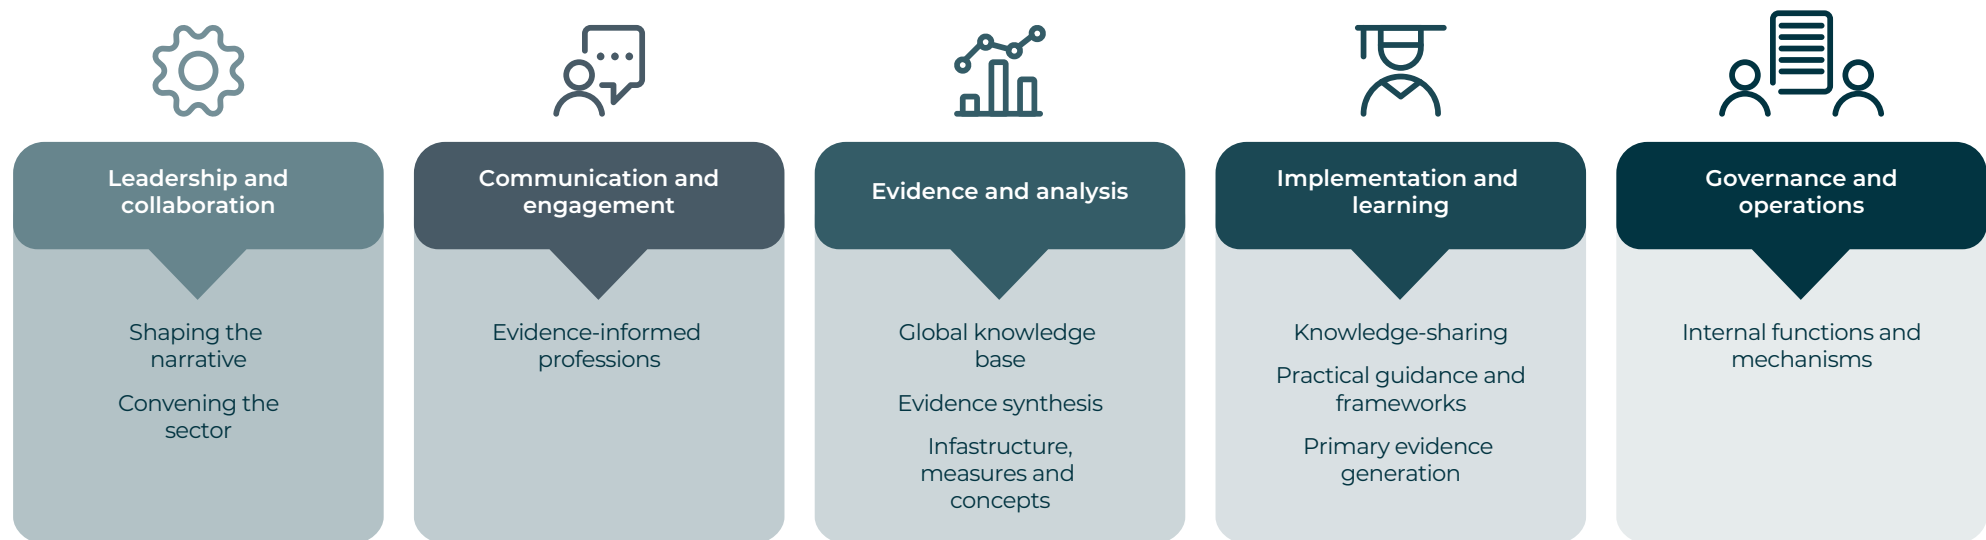 Leadership and
collaboration
Shaping the
narrative
Convening the
sector
Communication and
engagement
Evidence-informed
professions
Evidence and analysis
Global knowledge
base
Evidence synthesis
Infastructure,
measures and
concepts
Implementation and
learning
Knowledge-sharing
Practical guidance and
frameworks
Primary evidence
generation
Governance and
operations
Internal functions and
mechanisms